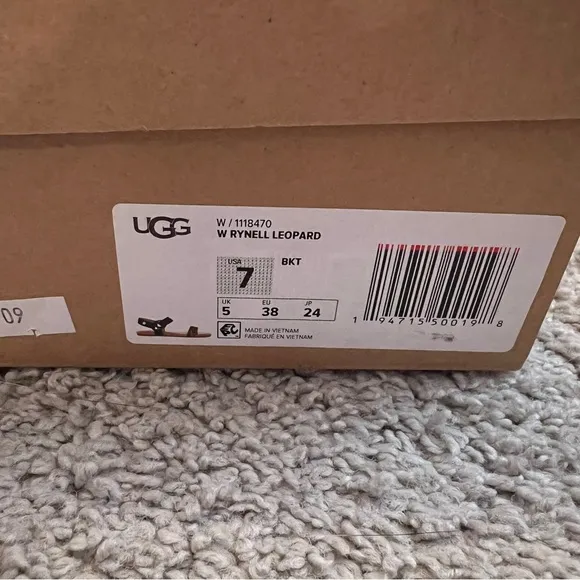 UGG
W / 1118470
W RYNELL LEOPARD
USA
7
BKT
UK EU JP
5 38 24
MADE IN VIETNAM
FABRIQUÉ EN VIETNAM
1 94715 50019 8
09